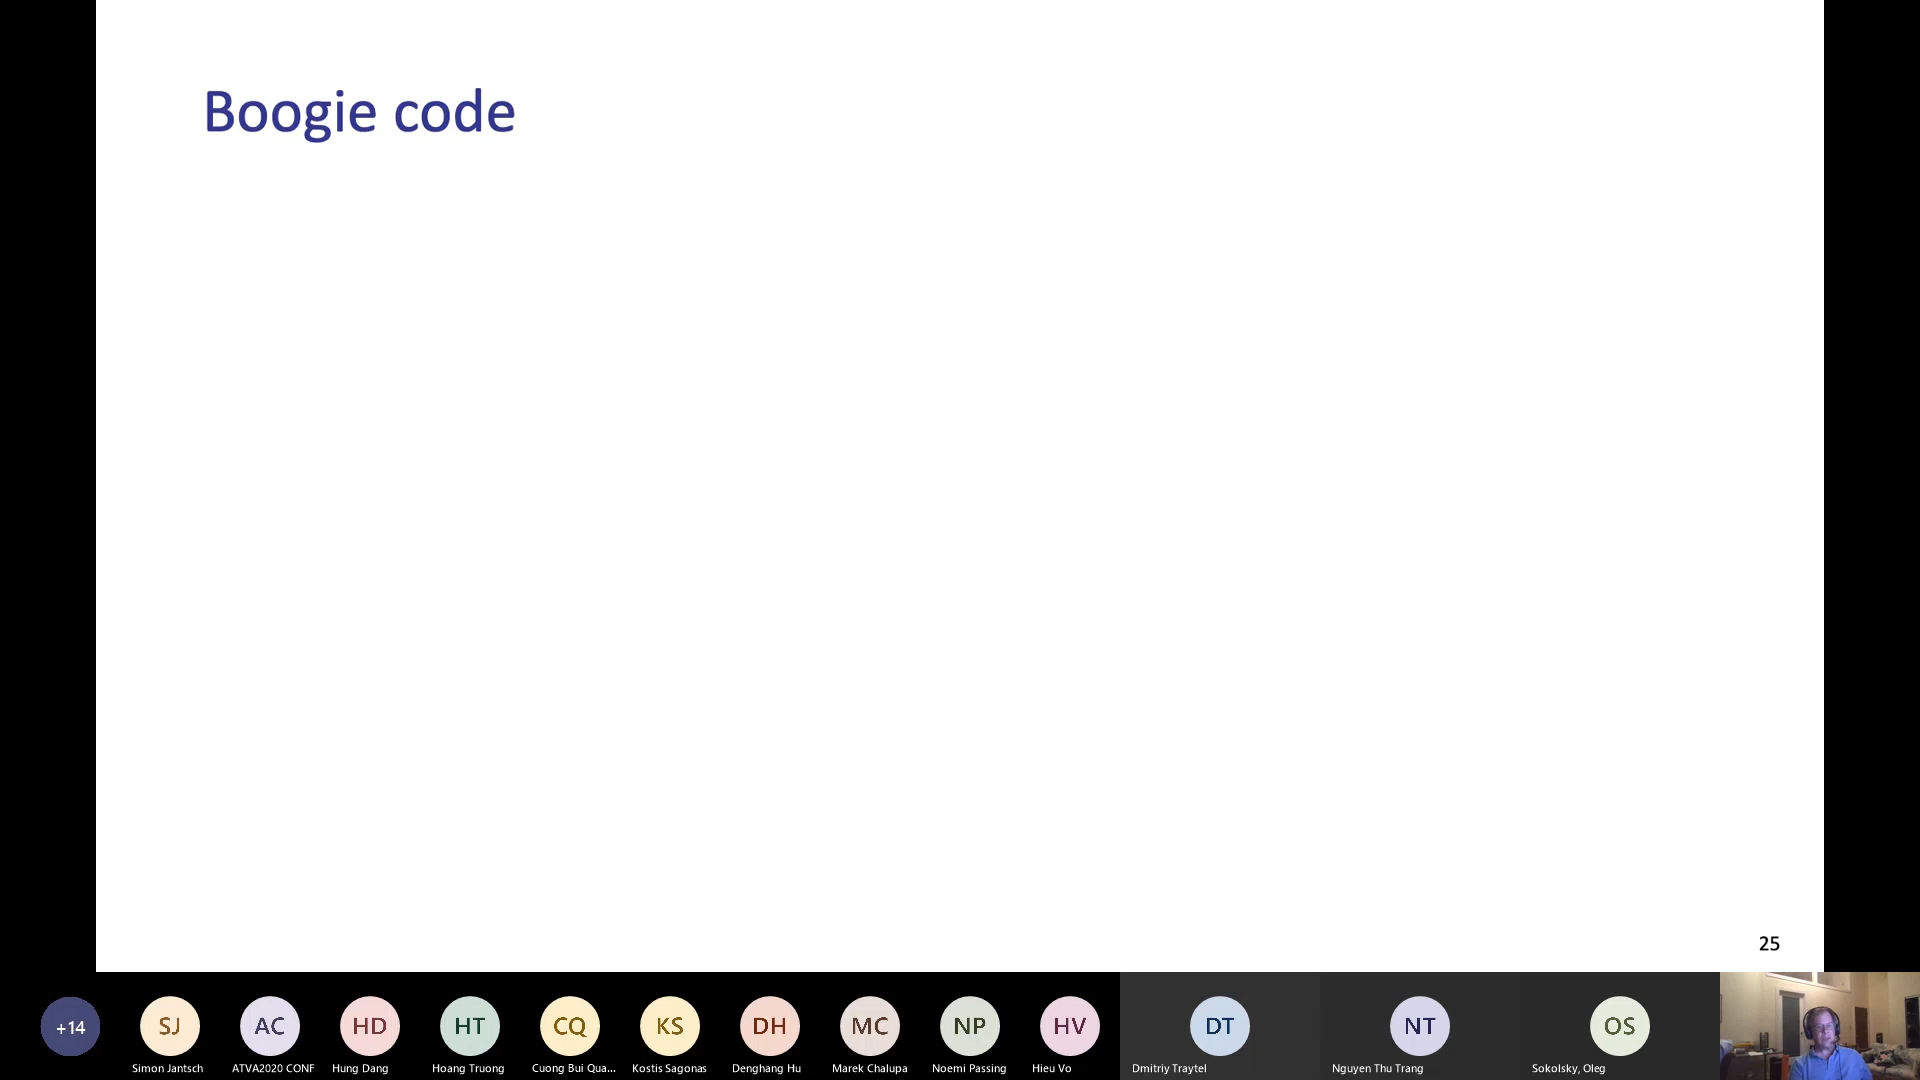 Boogie code
25
+14
SJ
AC
HD
HT
CQ
KS
DH
MC
NP
HV
DT
NT
OS
Simon Jantsch
ATVA2020 CONF
Hung Dang
Hoang Truong
Cuong Bui Qua...
Kostis Sagonas
Denghang Hu
Marek Chalupa
Noemi Passing
Hieu Vo
Dmitriy Traytel
Nguyen Thu Trang
Sokolsky, Oleg